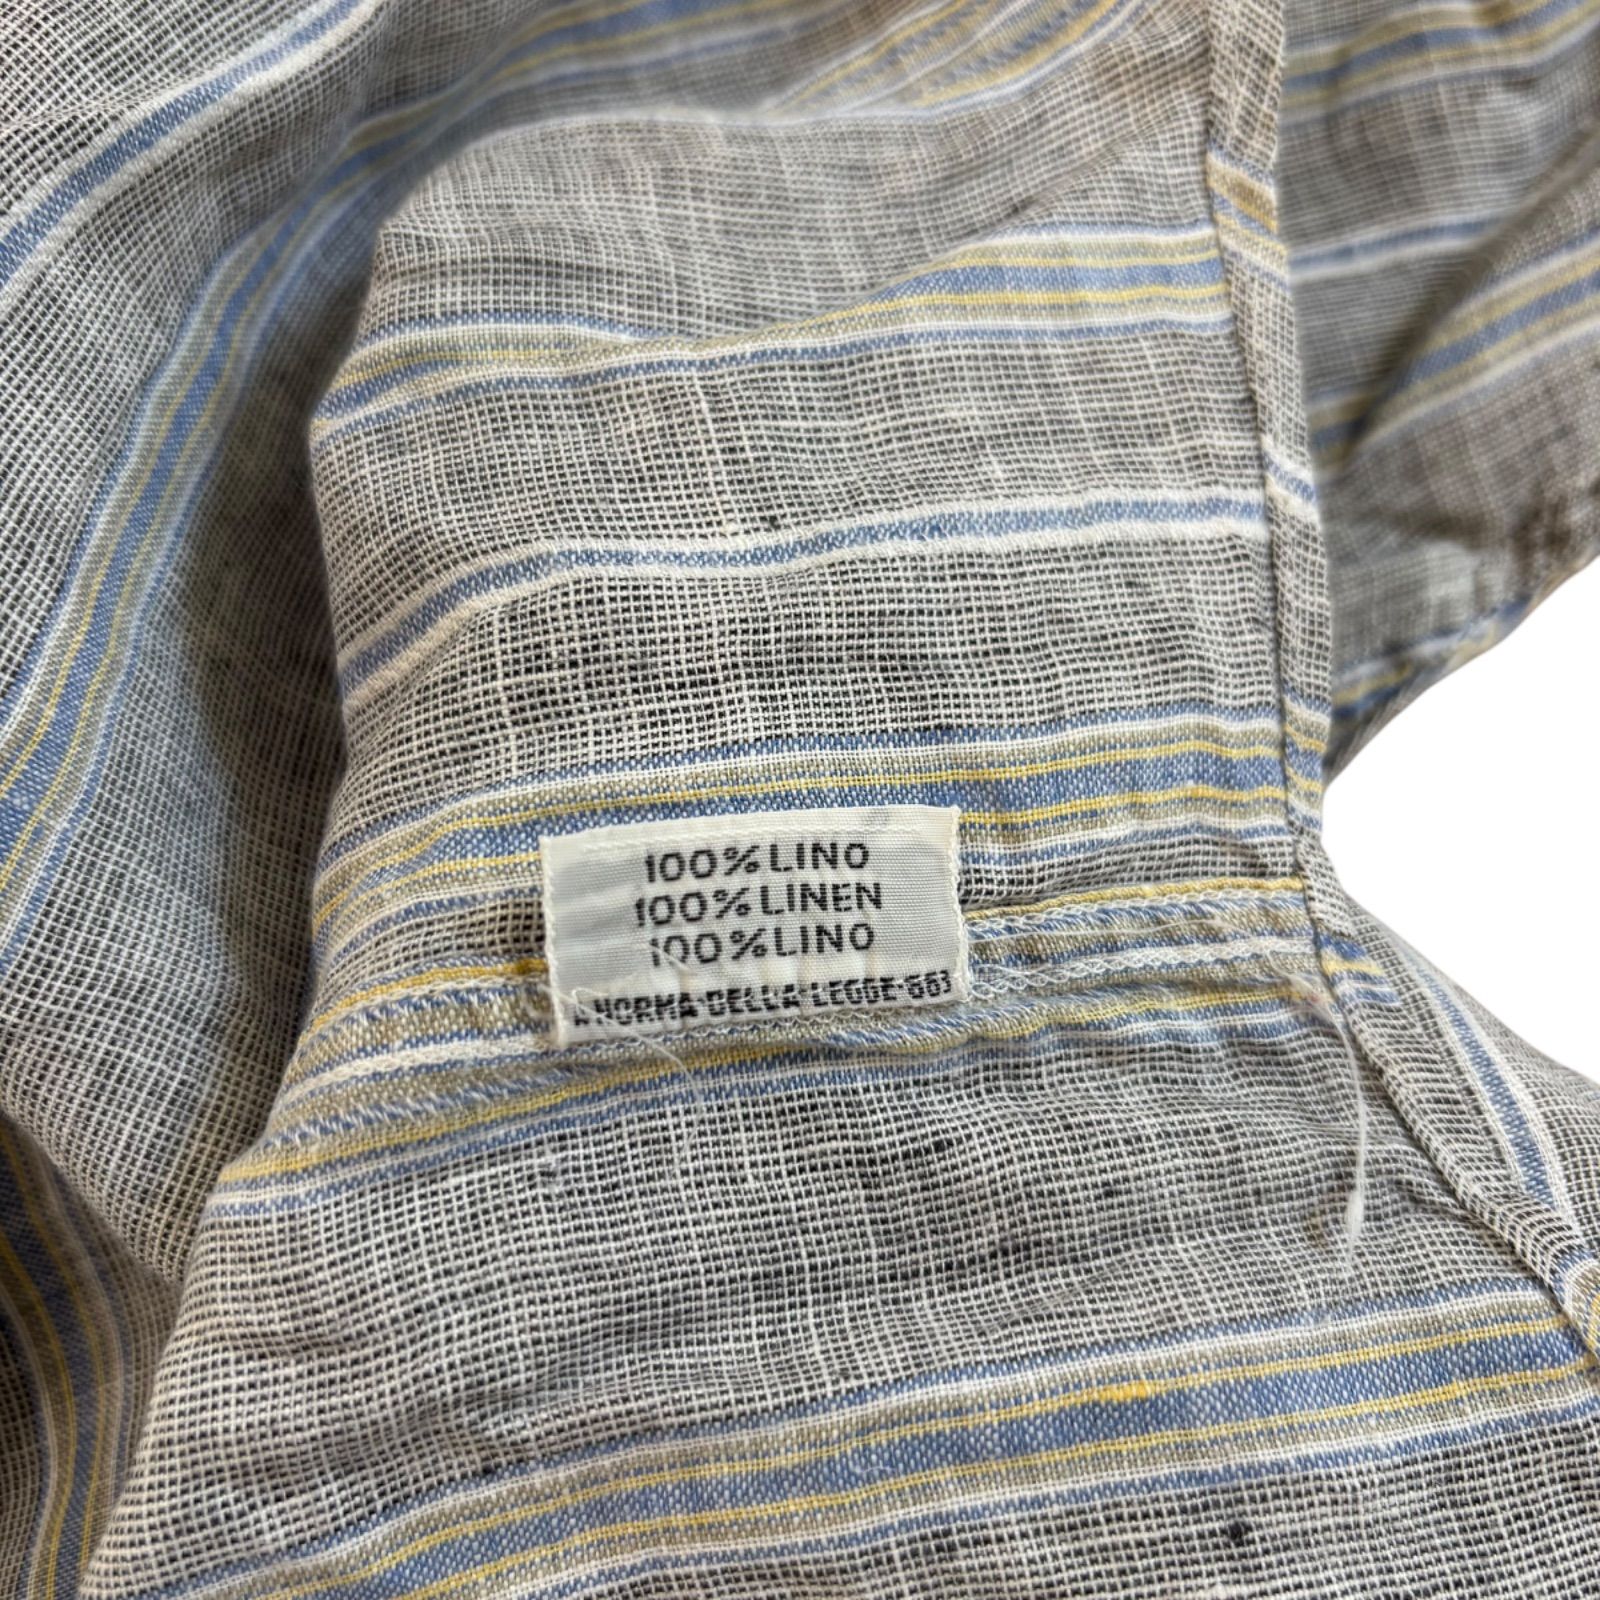 100% LINO
100% LINEN
100% LINO
A·NORMA·DELLA·LEGGE·883